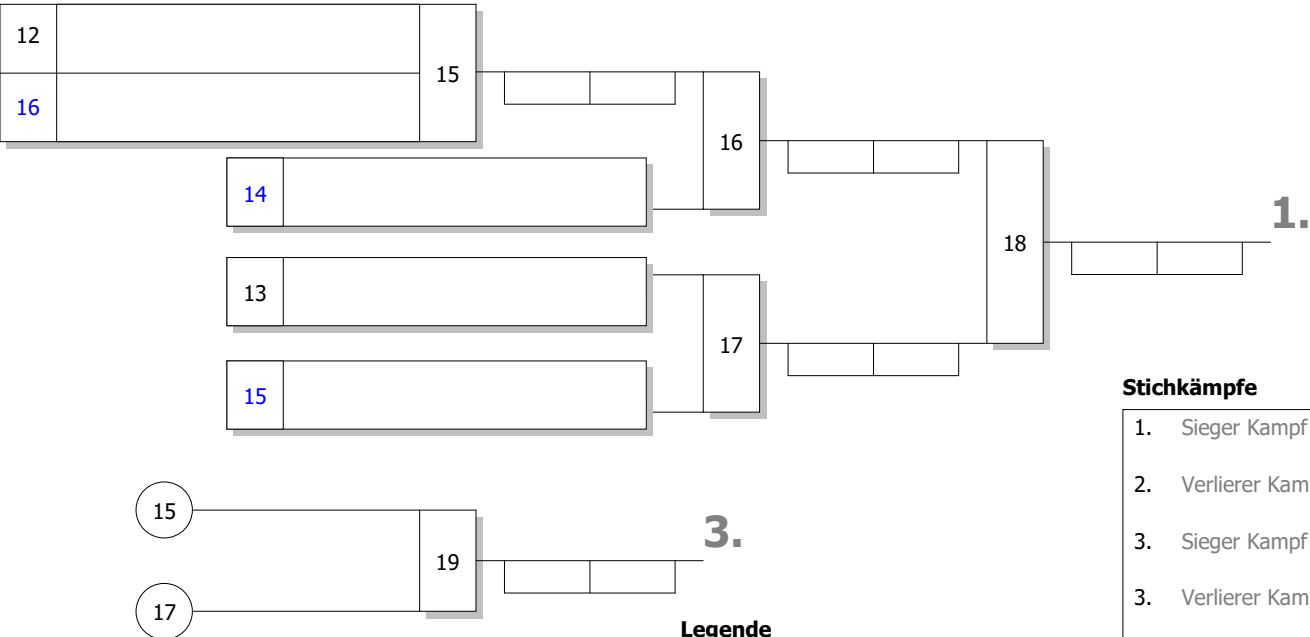 12
16
15
14
16
13
15
17
18
1.
15
17
19
3.
Stichkämpfe
1. Sieger Kampf
2. Verlierer Kam
3. Sieger Kampf
3. Verlierer Kam
Legende